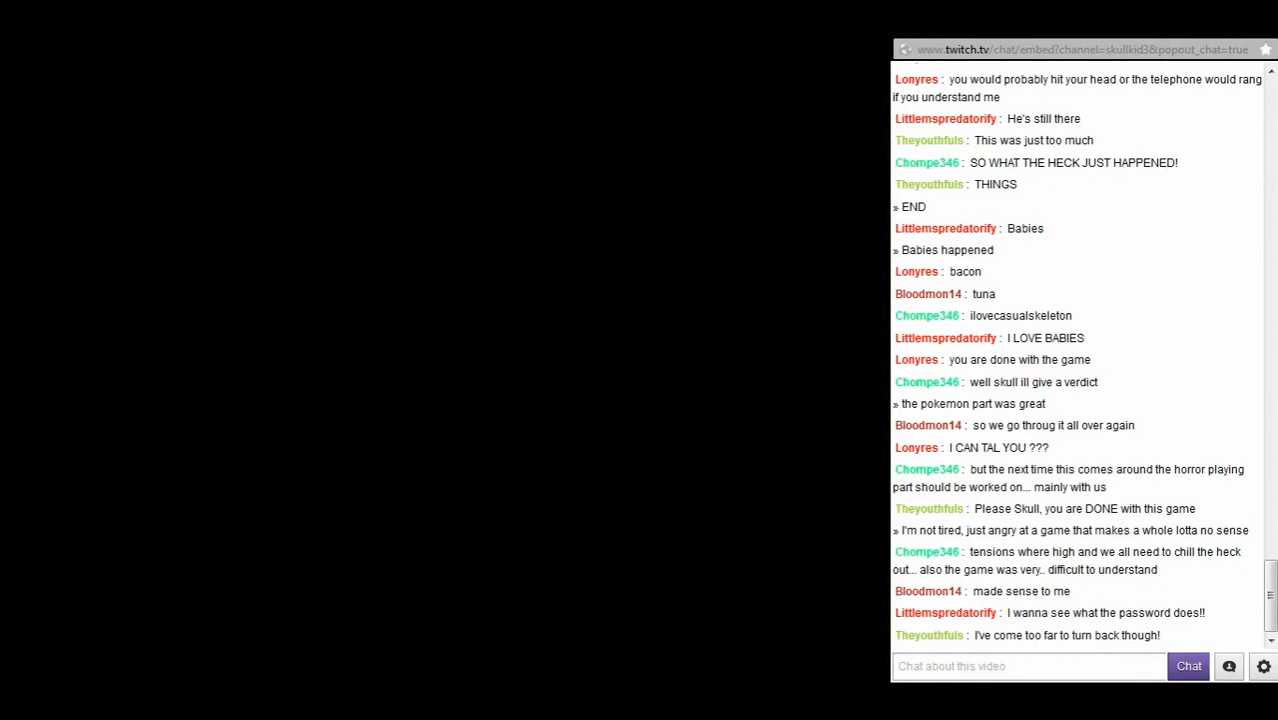 www.twitch.tv/chat/embed?channel=skullkid3&popout_chat=true
Lonyres : you would probably hit your head or the telephone would rang
if you understand me
Littlemspredatorify : He's still there
Theyouthfuls : This was just too much
Chompe346 : SO WHAT THE HECK JUST HAPPENED!
Theyouthfuls : THINGS
» END
Littlemspredatorify : Babies
» Babies happened
Lonyres : bacon
Bloodmon14 : tuna
Chompe346 : ilovecasualskeleton
Littlemspredatorify : I LOVE BABIES
Lonyres : you are done with the game
Chompe346 : well skull ill give a verdict
» the pokemon part was great
Bloodmon14 : so we go throug it all over again
Lonyres : I CAN TAL YOU ???
Chompe346 : but the next time this comes around the horror playing
part should be worked on... mainly with us
Theyouthfuls : Please Skull, you are DONE with this game
» I'm not tired, just angry at a game that makes a whole lotta no sense
Chompe346 : tensions where high and we all need to chill the heck
out... also the game was very.. difficult to understand
Bloodmon14 : made sense to me
Littlemspredatorify : I wanna see what the password does!!
Theyouthfuls : I've come too far to turn back though!
Chat about this video
Chat